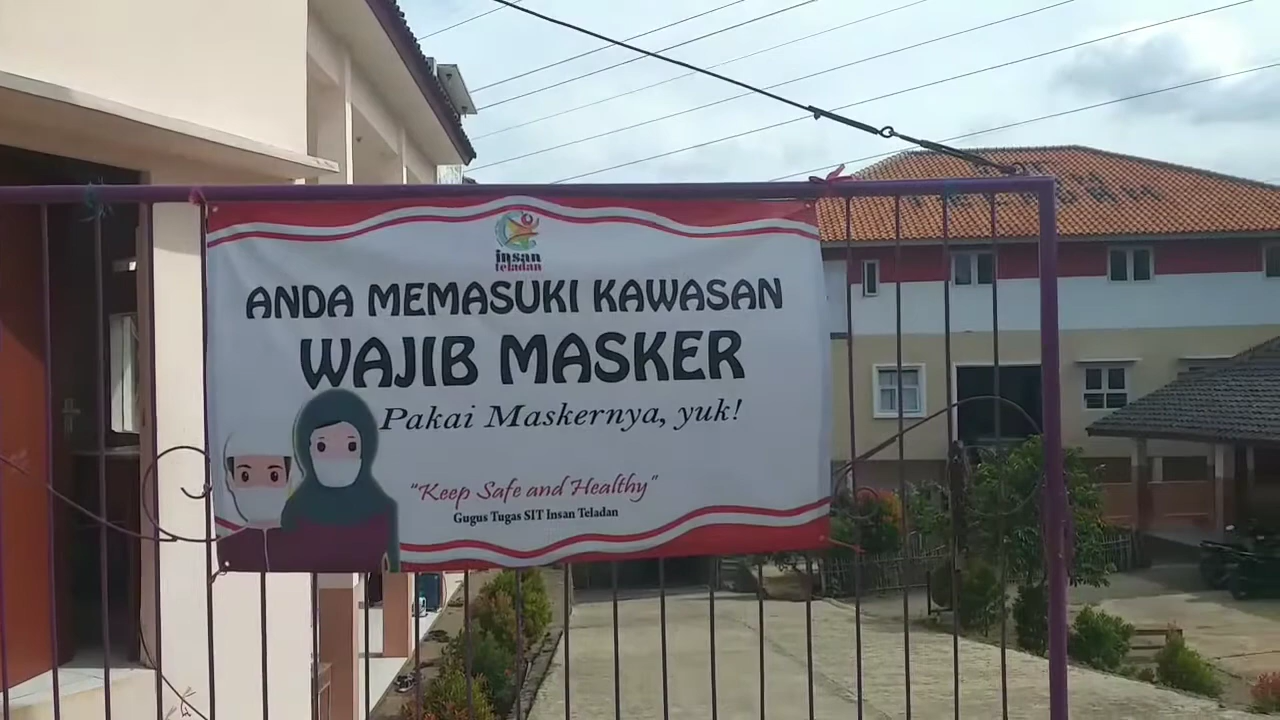 insan
teladan
ANDA MEMASUKI KAWASAN
WAJIB MASKER
Pakai Maskernya, yuk!
"Keep Safe and Healthy"
Gugus Tugas SIT Insan Teladan